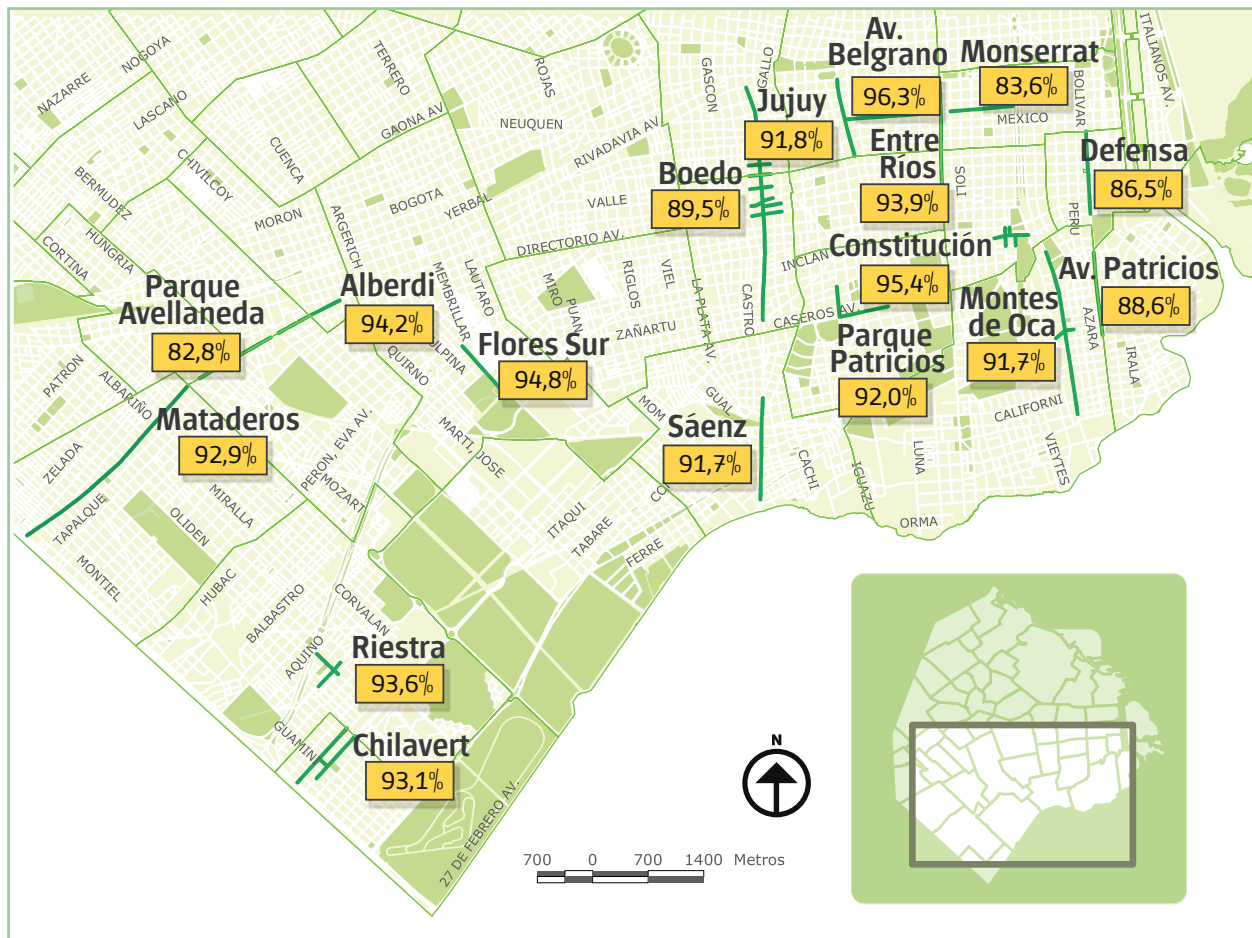 Av.
Belgrano
96,3%
Monserrat
83,6%
Jujuy
91,8%
Entre
Ríos
93,9%
Defensa
86,5%
Boedo
89,5%
Constitución
95,4%
Av. Patricios
88,6%
Montes
de Oca
91,7%
Parque
Patricios
92,0%
Parque
Avellaneda
82,8%
Alberdi
94,2%
Flores Sur
94,8%
Mataderos
92,9%
Sáenz
91,7%
Riestra
93,6%
Chilavert
93,1%
NAZARRE
NOGOYA
LASCANO
TERRERO
GAONA AV
ROJAS
NEUQUEN
GASCON
GALLO
RIVADAVIA AV
MEXICO
BOLIVAR
ITALIANOS AV.
BERMUDEZ
CHIVILCOY
CUENCA
MORON
ARGERICH
BOGOTA
YERBAL
VALLE
DIRECTORIO AV.
SOLI
PERU
CORTINA
HUNGRIA
MEMBRILLAR
LAUTARO
MIRO
PUAN
RIGLOS
VIEL
LA PLATA AV.
CASTRO
INCLAN
CASEROS AV.
ZAÑARTU
AZARA
IRALA
PATRON
ALBARIÑO
QUIRNO
ULPINA
ZELADA
TAPALQUE
MONTIEL
OLIDEN
MIRALLA
PERON, EVA AV.
MOZART
MARTI, JOSE
MOM
GUAL
CO
CACHI
IGUAZU
LUNA
CALIFORNI
VIEYTES
ORMA
ITAQUI
TABARE
FERRE
HUBAC
BALBASTRO
CORVALAN
AQUINO
GUAMINI
27 DE FEBRERO AV.
N
700 0 700 1400 Metros